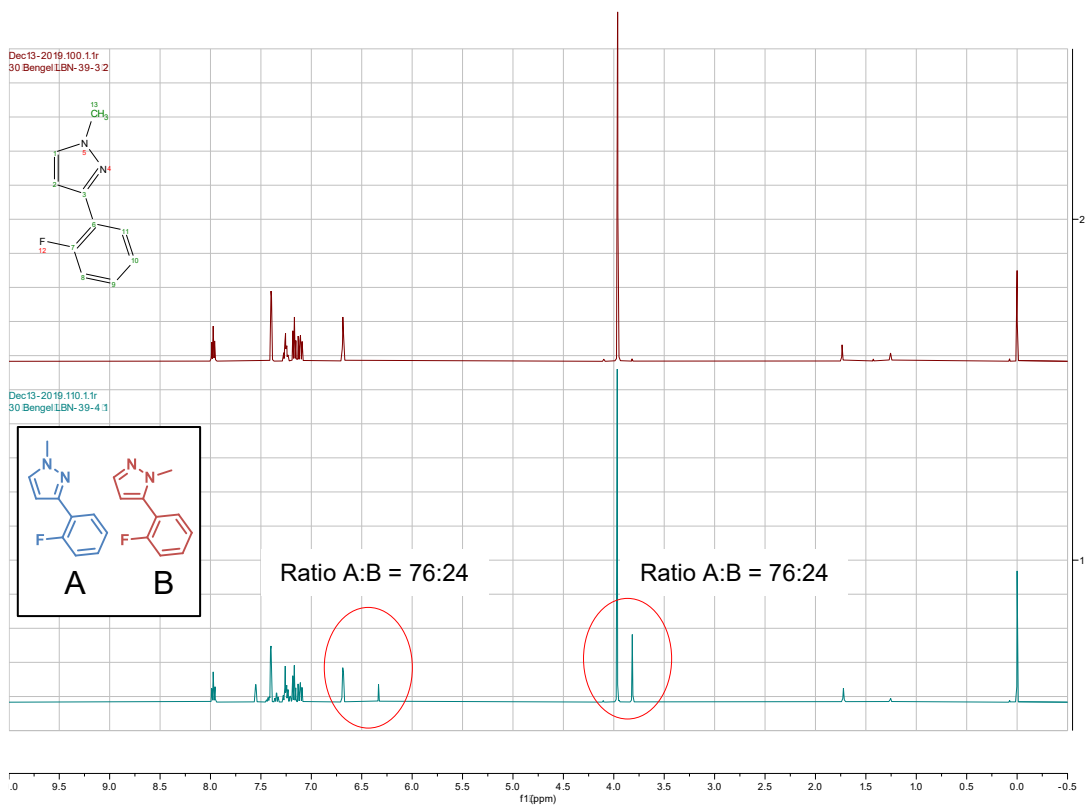 Dec13-2019.100.1.1r
30 Bengel LBN-39-3 2
2
13
CH3
N
5
1
N 4
2
3
6
11
F
12
7
10
8
9
Dec13-2019.110.1.1r
30 Bengel LBN-39-4 1
1
N
N
F
A
N
N
F
B
Ratio A:B = 76:24
Ratio A:B = 76:24
.0 9.5 9.0 8.5 8.0 7.5 7.0 6.5 6.0 5.5 5.0 4.5 4.0 3.5 3.0 2.5 2.0 1.5 1.0 0.5 0.0 -0.5
f1 (ppm)